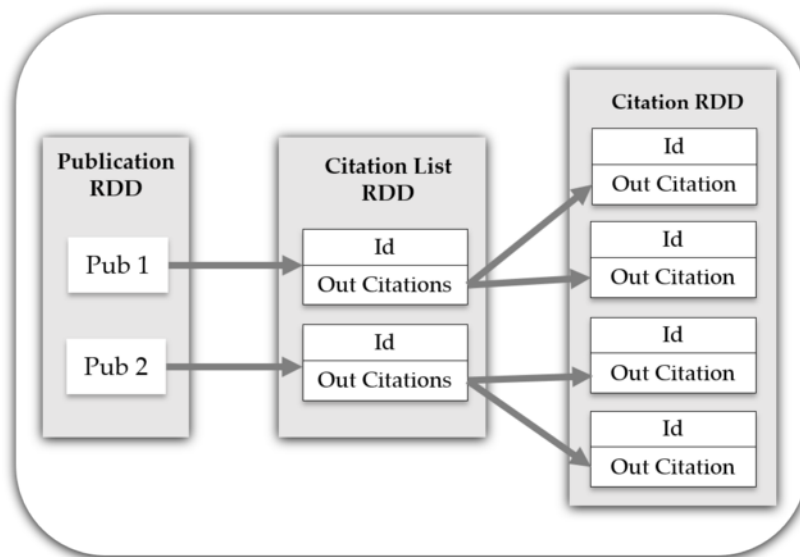 Publication
RDD
Pub 1
Pub 2
Citation List
RDD
Id
Out Citations
Id
Out Citations
Citation RDD
Id
Out Citation
Id
Out Citation
Id
Out Citation
Id
Out Citation